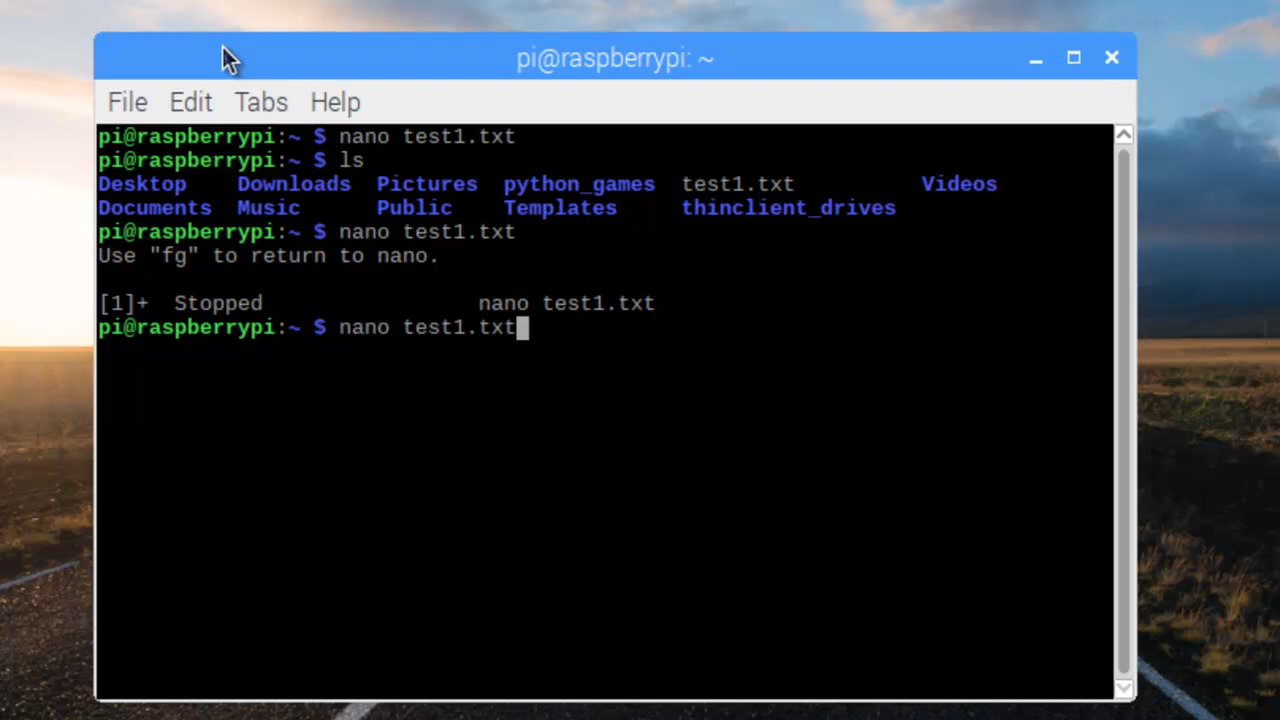 pi@raspberrypi: ~
File Edit Tabs Help
pi@raspberrypi:~ $ nano test1.txt
pi@raspberrypi:~ $ ls
Desktop    Downloads  Pictures  python_games  test1.txt          Videos
Documents  Music      Public    Templates     thinclient_drives
pi@raspberrypi:~ $ nano test1.txt
Use "fg" to return to nano.
[1]+  Stopped                 nano test1.txt
pi@raspberrypi:~ $ nano test1.txt